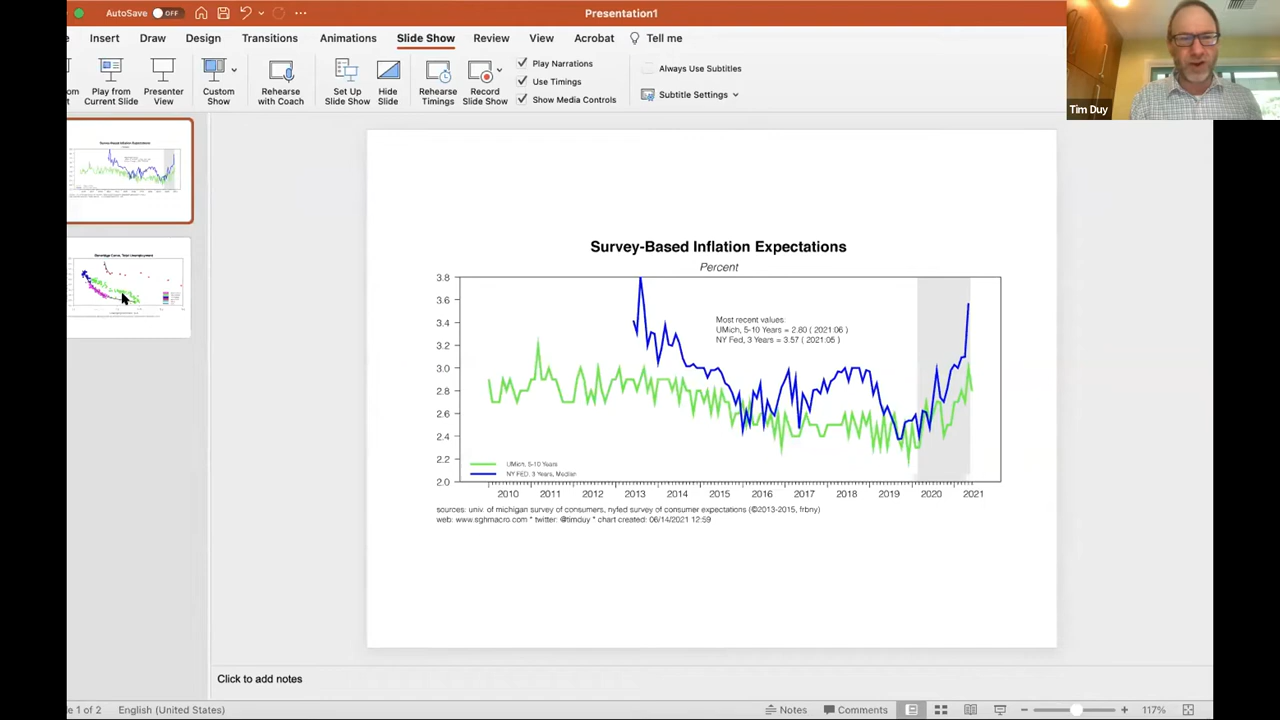 AutoSave OFF
Presentation1
Insert Draw Design Transitions Animations Slide Show Review View Acrobat Tell me
Play from Current Slide
Presenter View
Custom Show
Rehearse with Coach
Set Up Slide Show
Hide Slide
Rehearse Timings
Record Slide Show
Play Narrations
Use Timings
Show Media Controls
Always Use Subtitles
Subtitle Settings
Tim Duy
Survey-Based Inflation Expectations
Percent
3.8
3.6
3.4
3.2
3.0
2.8
2.6
2.4
2.2
2.0
Most recent values:
UMich, 5-10 Years = 2.80 ( 2021:06 )
NY Fed, 3 Years = 3.57 ( 2021:05 )
UMich, 5-10 Years
NY FED, 3 Years, Median
2010 2011 2012 2013 2014 2015 2016 2017 2018 2019 2020 2021
sources: univ. of michigan survey of consumers, nyfed survey of consumer expectations (©2013-2015, frbny)
web: www.sghmacro.com * twitter: @timduy * chart created: 06/14/2021 12:59
Click to add notes
1 of 2
English (United States)
Notes
Comments
117%